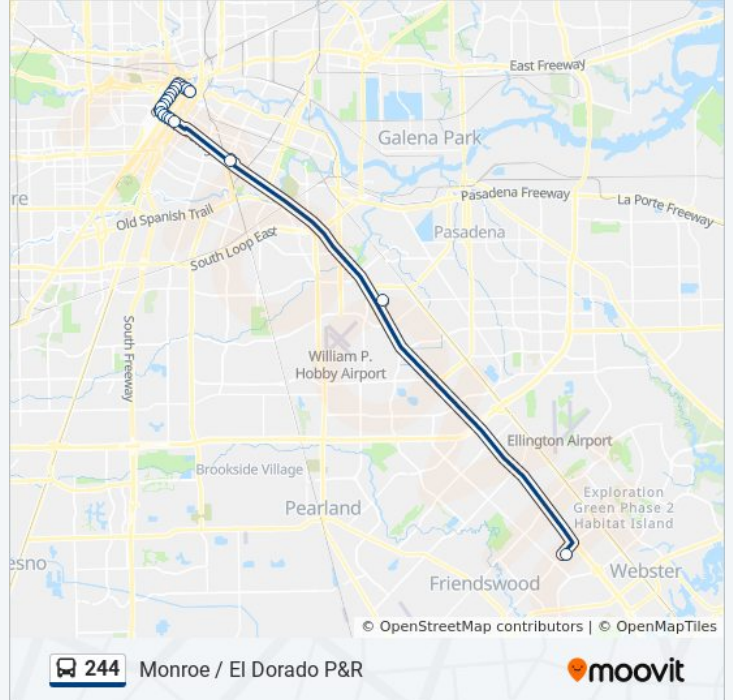 East Freeway
Galena Park
re
Pasadena Freeway
La Porte Freeway
Old Spanish Trail
Pasadena
South Loop East
South Freeway
William P.
Hobby Airport
Ellington Airport
Brookside Village
Exploration
Green Phase 2
Habitat Island
Pearland
esno
Webster
Friendswood
© OpenStreetMap contributors | © OpenMapTiles
244 Monroe / El Dorado P&R
moovit